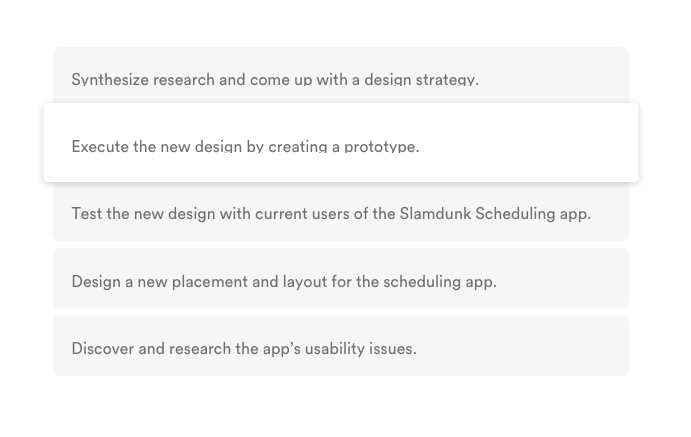 Synthesize research and come up with a design strategy.
Execute the new design by creating a prototype.
Test the new design with current users of the Slamdunk Scheduling app.
Design a new placement and layout for the scheduling app.
Discover and research the app’s usability issues.